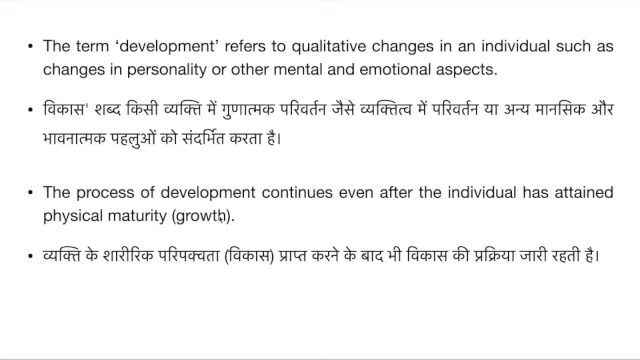 • The term ‘development’ refers to qualitative changes in an individual such as
changes in personality or other mental and emotional aspects.
• विकास' शब्द किसी व्यक्ति में गुणात्मक परिवर्तन जैसे व्यक्तित्व में परिवर्तन या अन्य मानसिक और
भावनात्मक पहलुओं को संदर्भित करता है।
• The process of development continues even after the individual has attained
physical maturity (growth).
• व्यक्ति के शारीरिक परिपक्वता (विकास) प्राप्त करने के बाद भी विकास की प्रक्रिया जारी रहती है।